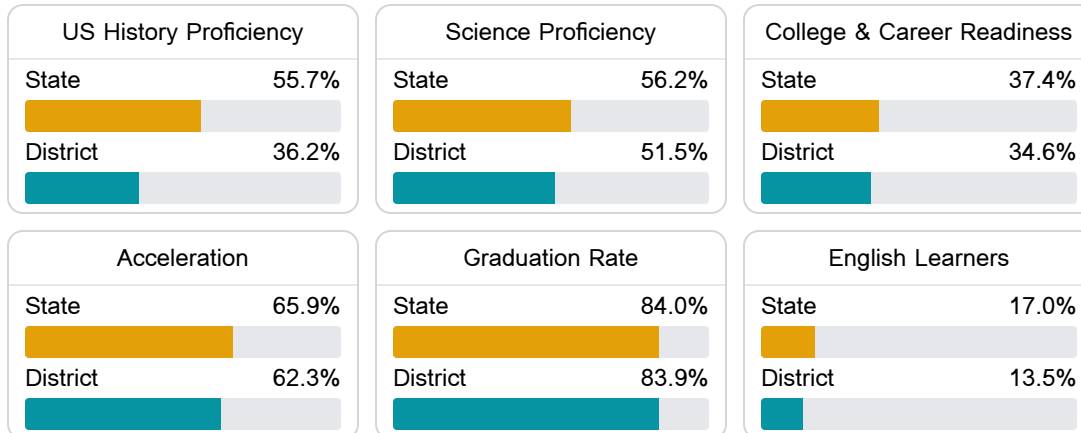 US History Proficiency
State 55.7%
District 36.2%
Science Proficiency
State 56.2%
District 51.5%
College & Career Readiness
State 37.4%
District 34.6%
Acceleration
State 65.9%
District 62.3%
Graduation Rate
State 84.0%
District 83.9%
English Learners
State 17.0%
District 13.5%